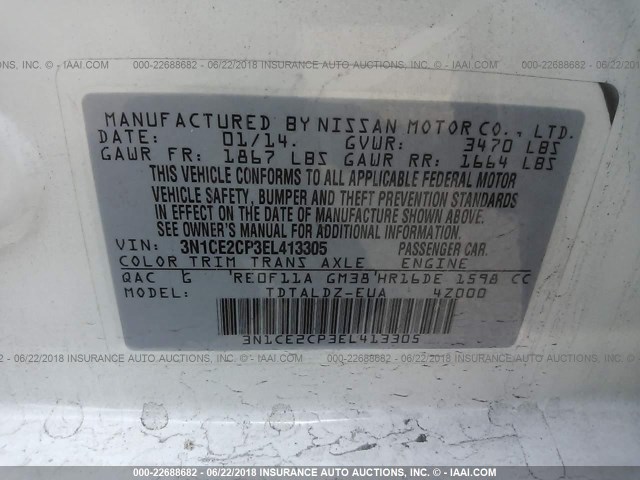 AUCTIONS, INC. - © IAAI.COM 000-22688682 - 06/22/2018 INSURANCE AUTO AUCTIONS, INC. - © IAAI.COM 000-22688682 - 06/22/
MANUFACTURED BY NISSAN MOTOR CO., LTD.
DATE: 01/14. GVWR: 3470 LBS
GAWR FR: 1867 LBS GAWR RR: 1664 LBS
THIS VEHICLE CONFORMS TO ALL APPLICABLE FEDERAL MOTOR
VEHICLE SAFETY, BUMPER AND THEFT PREVENTION STANDARDS
IN EFFECT ON THE DATE OF MANUFACTURE SHOWN ABOVE.
SEE OWNER'S MANUAL FOR ADDITIONAL INFORMATION.
VIN: 3N1CE2CP3EL413305 PASSENGER CAR.
COLOR TRIM TRANS AXLE ENGINE
QAC G RE0F11A GM38 HR16DE 1598 CC
MODEL: TDTALDZ-EUA 42000
3N1CE2CP3EL413305
- 06/22/2018 INSURANCE AUTO AUCTIONS, INC. - © IAAI.COM 000-22688682 - 06/22/2018 INSURANCE AUTO AUCTIONS, INC. - ©
000-22688682 - 06/22/2018 INSURANCE AUTO AUCTIONS, INC. - © IAAI.COM